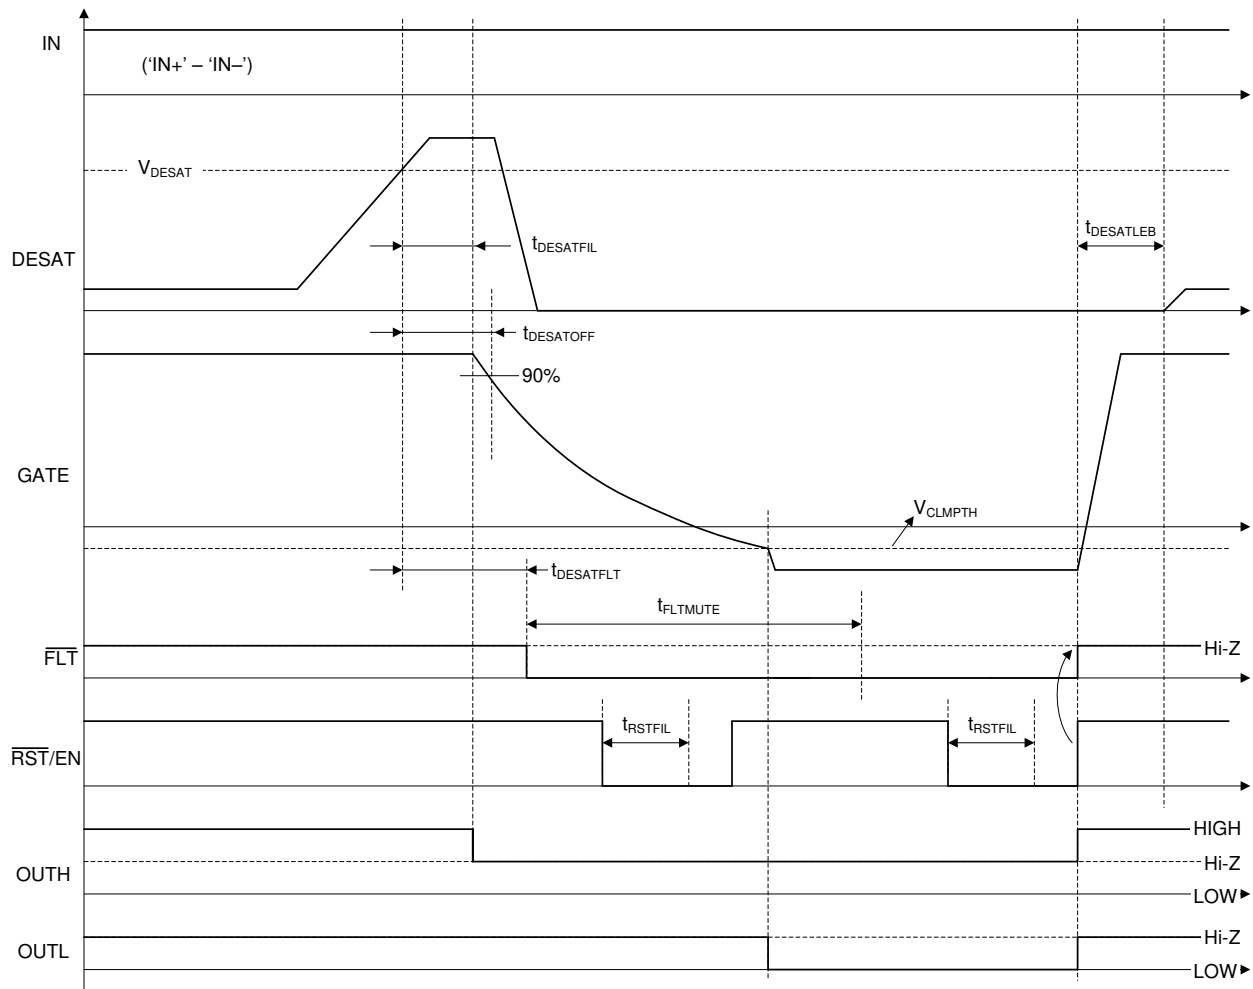 IN
(‘IN+’ – ‘IN–’)
VDESAT
tDESATLEB
tDESATFIL
DESAT
tDESATOFF
90%
GATE
VCLMPTH
tDESATFLT
tFLTMUTE
FLT
Hi-Z
tRSTFIL
tRSTFIL
RST/EN
HIGH
OUTH
Hi-Z
LOW
OUTL
Hi-Z
LOW